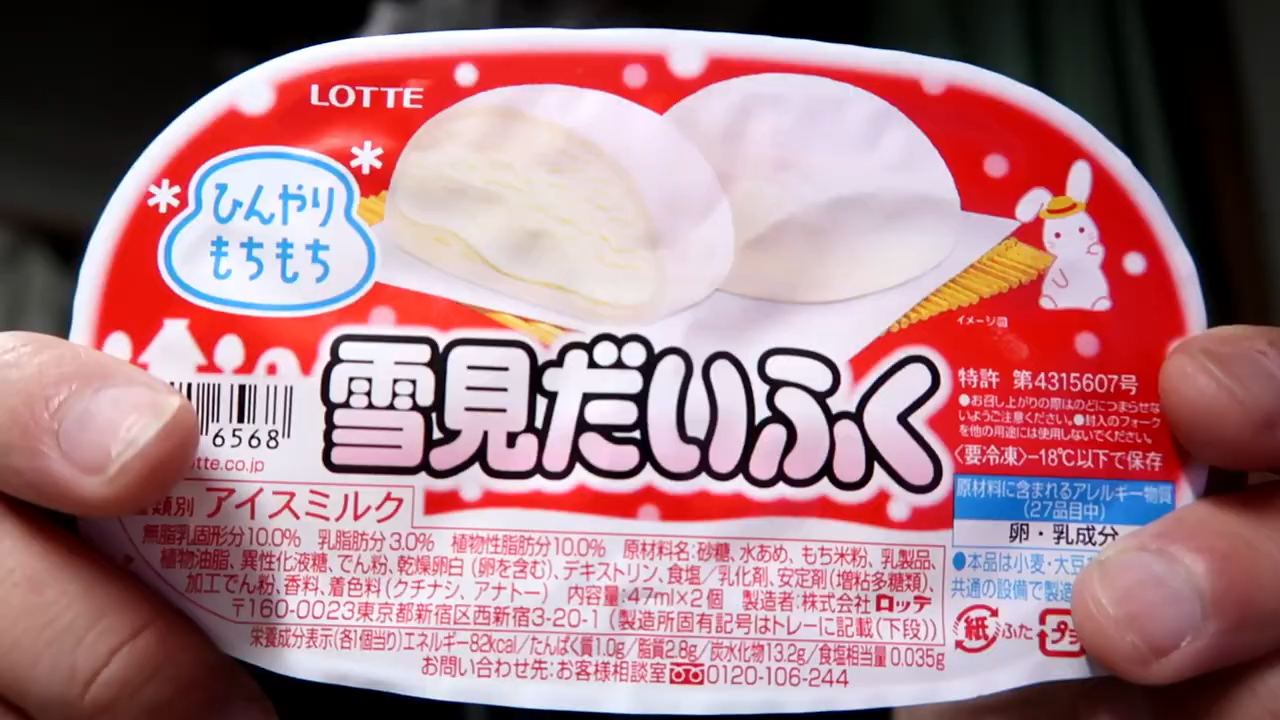 LOTTE
ひんやり
もちもち
イメージ図
雪見だいふく
特許 第4315607号
●お召し上がりの際はのどにつまらせな
いようご注意ください。●封入のフォーク
を他の用途には使用しないでください。
〈要冷凍〉−18℃以下で保存
6568
tte.co.jp
類別 アイスミルク
無脂乳固形分10.0% 乳脂肪分3.0% 植物性脂肪分10.0% 原材料名:砂糖、水あめ、もち米粉、乳製品、
植物油脂、異性化液糖、でん粉、乾燥卵白(卵を含む)、デキストリン、食塩/乳化剤、安定剤(増粘多糖類)、
加工でん粉、香料、着色料(クチナシ、アナトー) 内容量:47ml×2個 製造者:株式会社ロッテ
〒160-0023東京都新宿区西新宿3-20-1(製造所固有記号はトレーに記載(下段))
栄養成分表示(各1個当り)エネルギー82kcal/たんぱく質1.0g/脂質2.8g/炭水化物13.2g/食塩相当量0.035g
お問い合わせ先:お客様相談室 0120-106-244
原材料に含まれるアレルギー物質
(27品目中)
卵・乳成分
●本品は小麦・大豆
共通の設備で製造
紙 ふた プラ